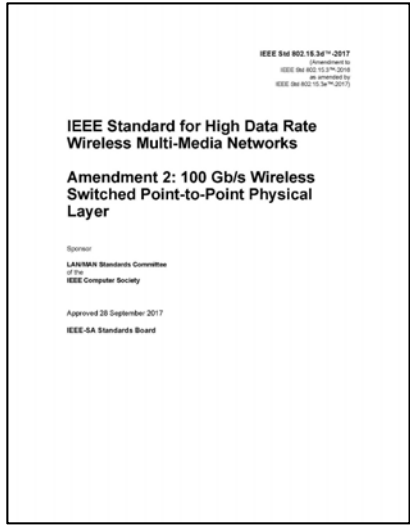 IEEE Std 802.15.3d™-2017
(Amendment to
IEEE Std 802.15.3™-2016
as amended by
IEEE Std 802.15.3e™-2017)
IEEE Standard for High Data Rate
Wireless Multi-Media Networks
Amendment 2: 100 Gb/s Wireless
Switched Point-to-Point Physical
Layer
Sponsor
LAN/MAN Standards Committee
of the
IEEE Computer Society
Approved 28 September 2017
IEEE-SA Standards Board